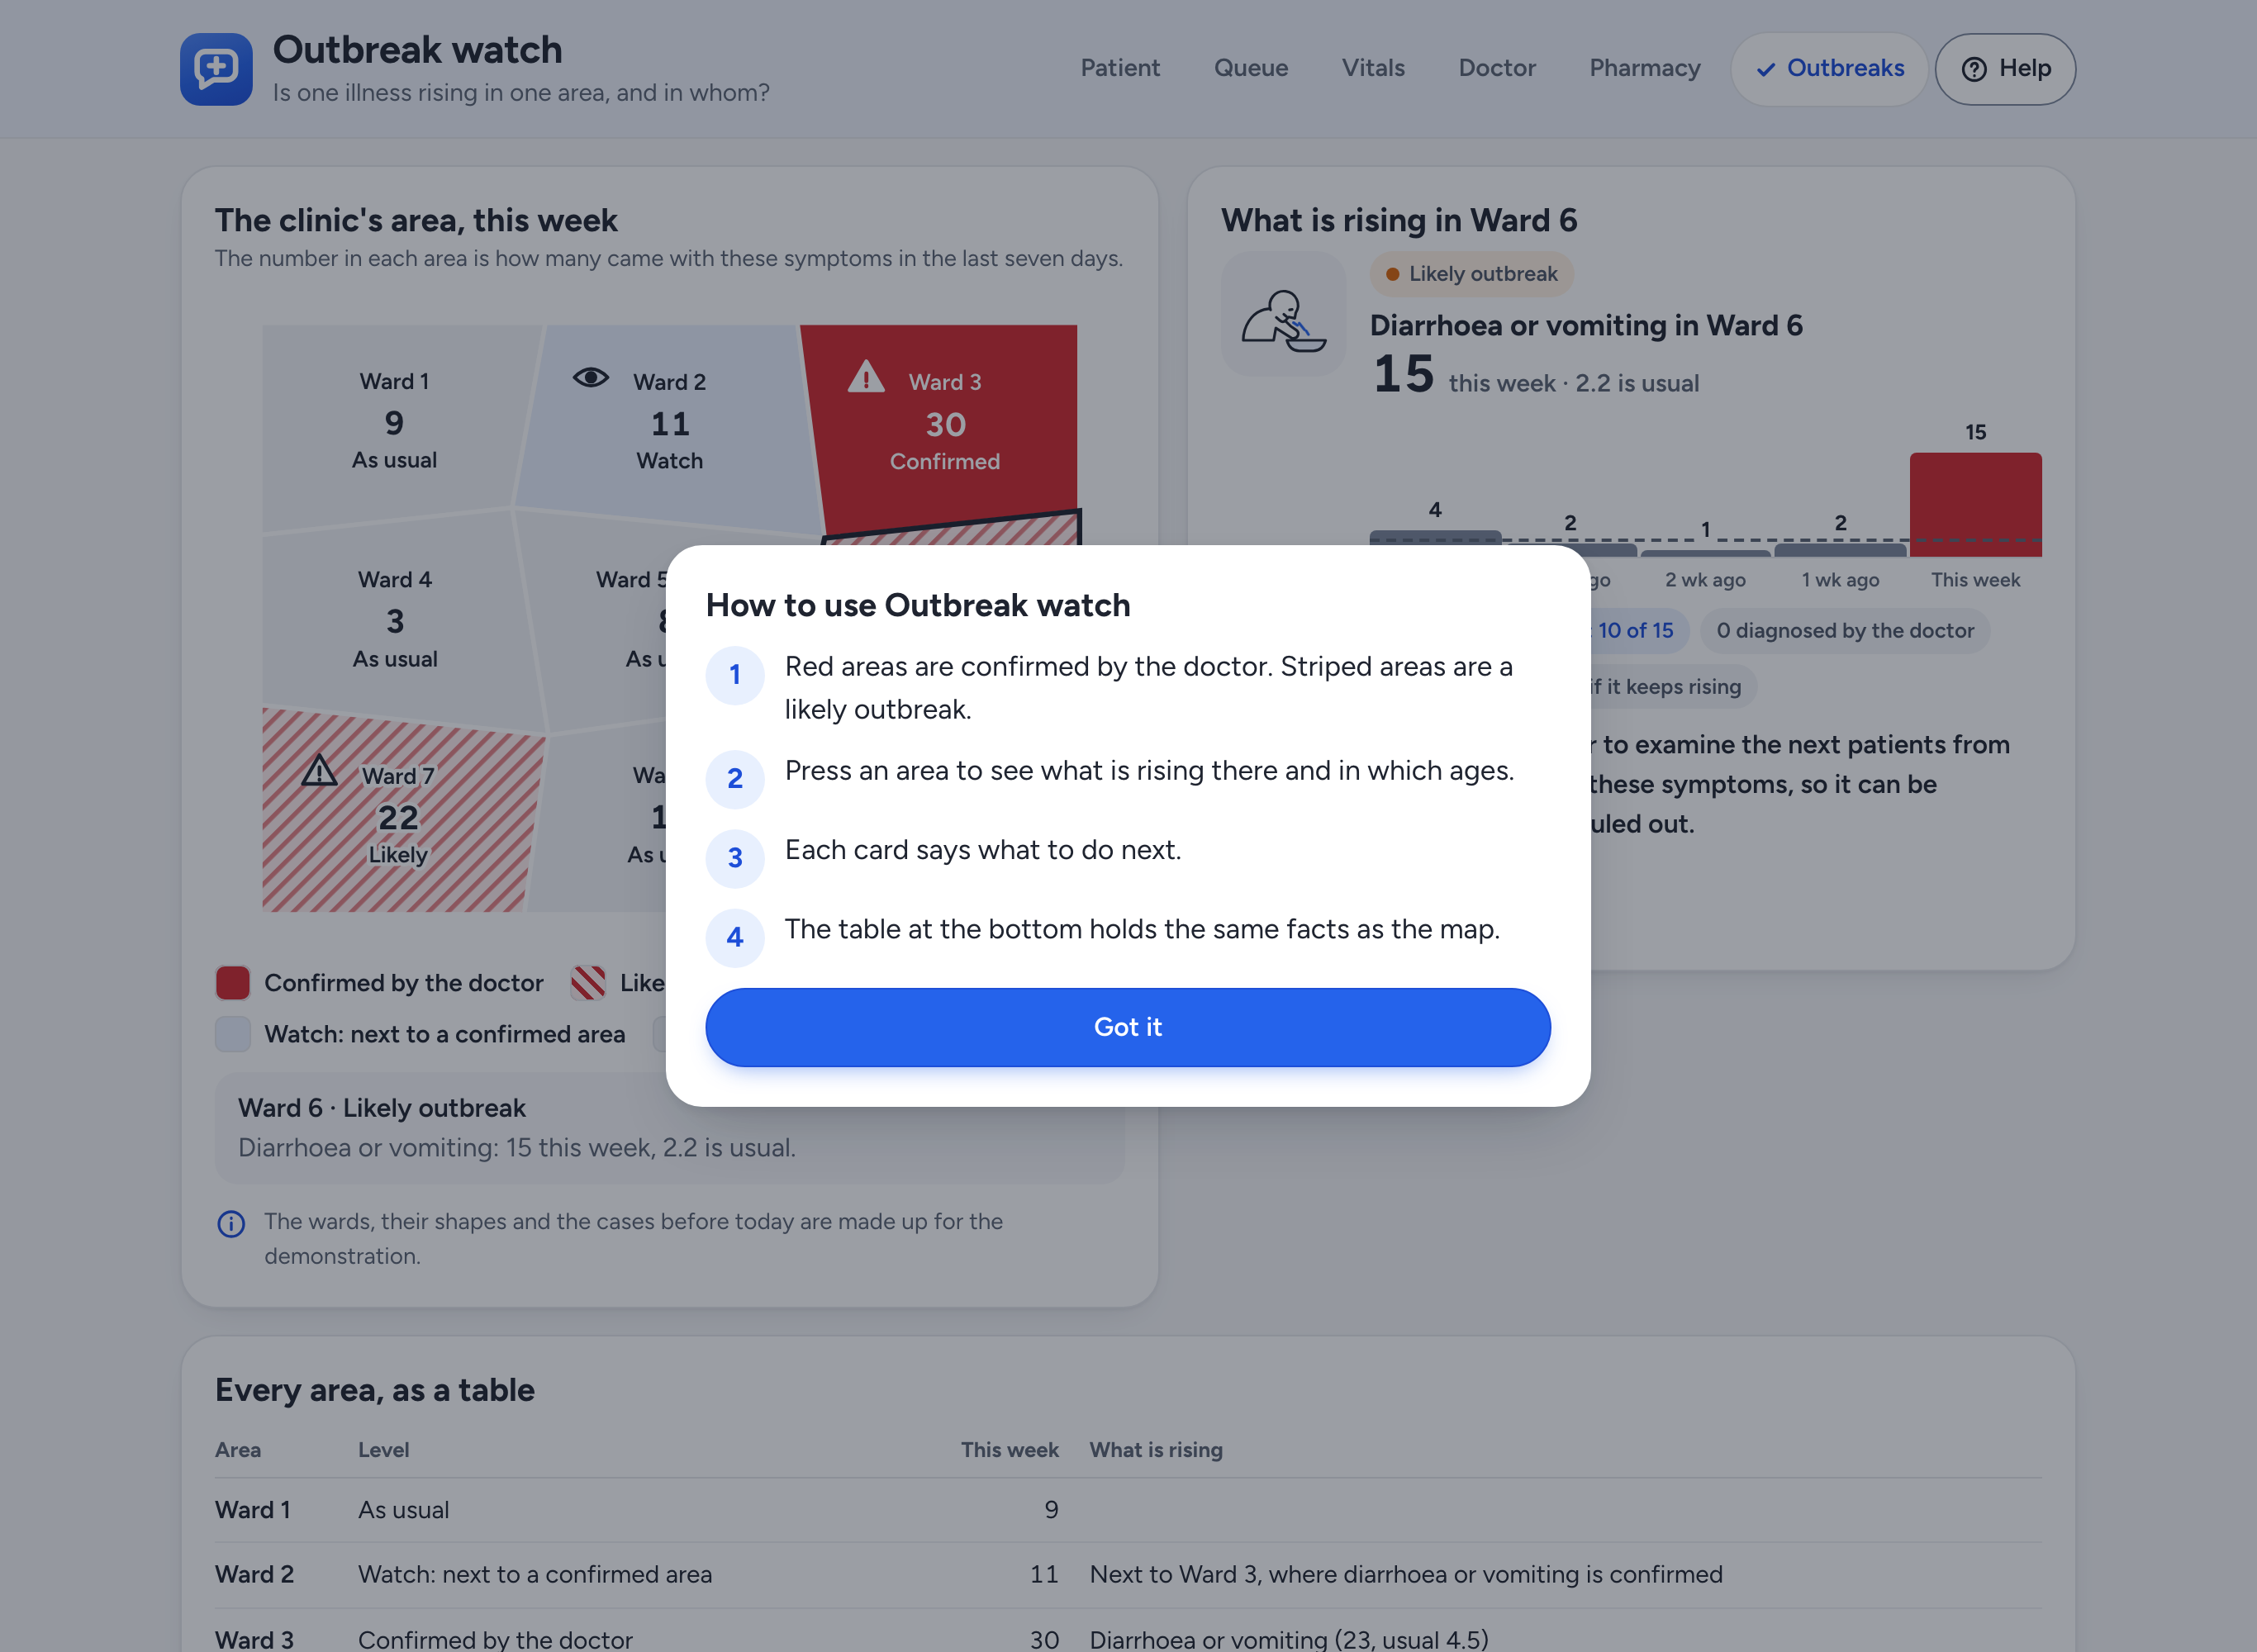 Outbreak watch
Is one illness rising in one area, and in whom?
Patient
Queue
Vitals
Doctor
Pharmacy
Outbreaks
Help
The clinic's area, this week
The number in each area is how many came with these symptoms in the last seven days.
Ward 1
9
As usual
Ward 2
11
Watch
Ward 3
30
Confirmed
Ward 4
3
As usual
Ward 5
Ward 7
22
Likely
Confirmed by the doctor
Watch: next to a confirmed area
Ward 6 · Likely outbreak
Diarrhoea or vomiting: 15 this week, 2.2 is usual.
The wards, their shapes and the cases before today are made up for the
demonstration.
What is rising in Ward 6
Likely outbreak
Diarrhoea or vomiting in Ward 6
15 this week · 2.2 is usual
4
2
1
2
15
2 wk ago
1 wk ago
This week
10 of 15
0 diagnosed by the doctor
if it keeps rising
to examine the next patients from
these symptoms, so it can be
out.
How to use Outbreak watch
1 Red areas are confirmed by the doctor. Striped areas are a
likely outbreak.
2 Press an area to see what is rising there and in which ages.
3 Each card says what to do next.
4 The table at the bottom holds the same facts as the map.
Got it
Every area, as a table
Area Level This week What is rising
Ward 1 As usual 9
Ward 2 Watch: next to a confirmed area 11 Next to Ward 3, where diarrhoea or vomiting is confirmed
Ward 3 Confirmed by the doctor 30 Diarrhoea or vomiting (23, usual 4.5)